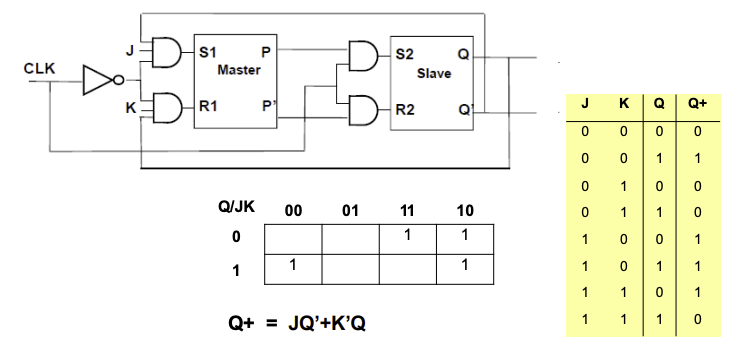 J S1 P S2 Q
CLK Master Slave
K R1 P' R2 Q'
J K Q Q+
0 0 0 0
0 0 1 1
0 1 0 0
0 1 1 0
1 0 0 1
1 0 1 1
1 1 0 1
1 1 1 0
Q/JK 00 01 11 10
0 1 1
1 1 1
Q+ = JQ'+K'Q